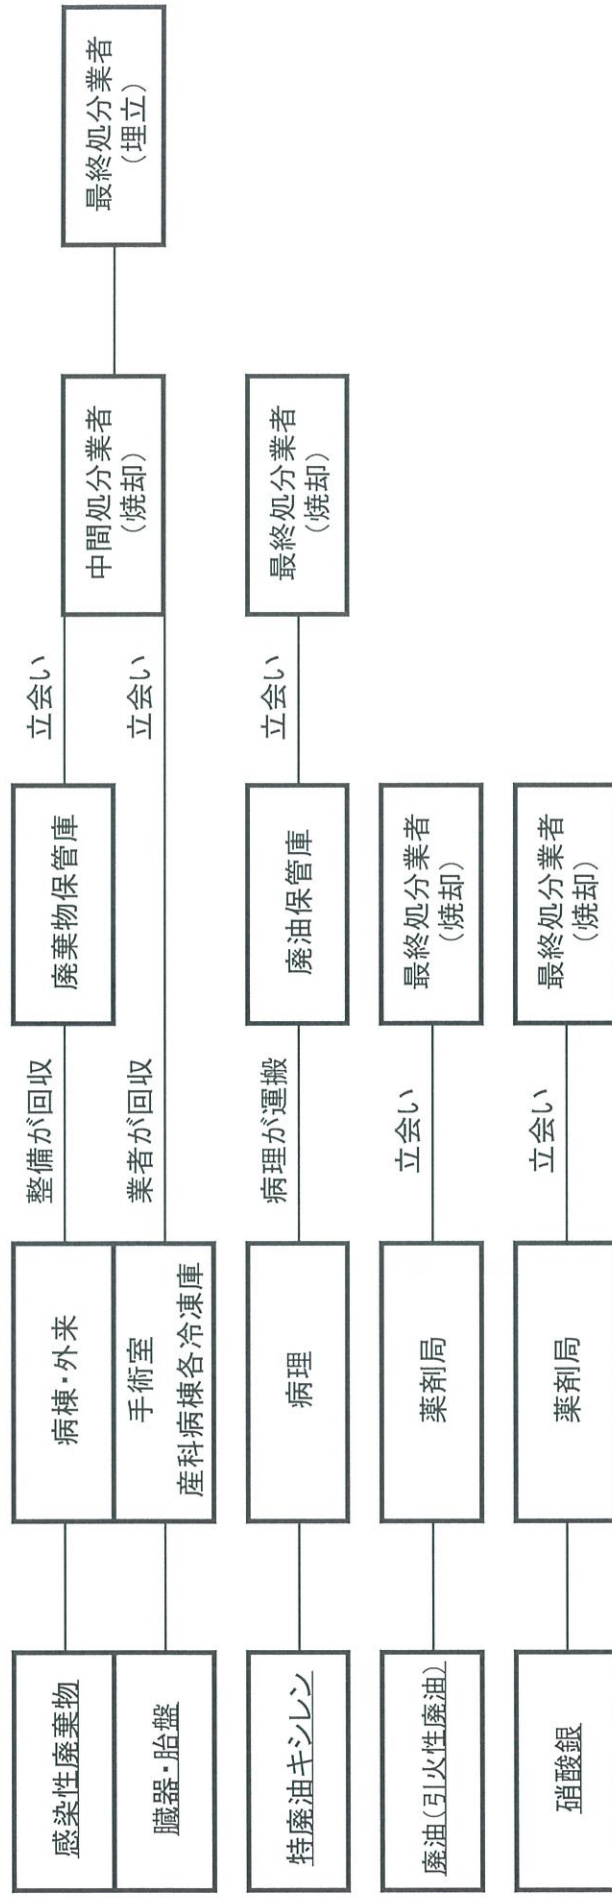 感染性廃棄物
病棟・外来
整備が回収
廃棄物保管庫
立会い
中間処分業者
(焼却)
最終処分業者
(埋立)
臓器・胎盤
手術室
産科病棟各冷凍庫
業者が回収
立会い
特廃油キシレン
病理
病理が運搬
廃油保管庫
立会い
最終処分業者
(焼却)
廃油(引火性廃油)
薬剤局
立会い
最終処分業者
(焼却)
硝酸銀
薬剤局
立会い
最終処分業者
(焼却)